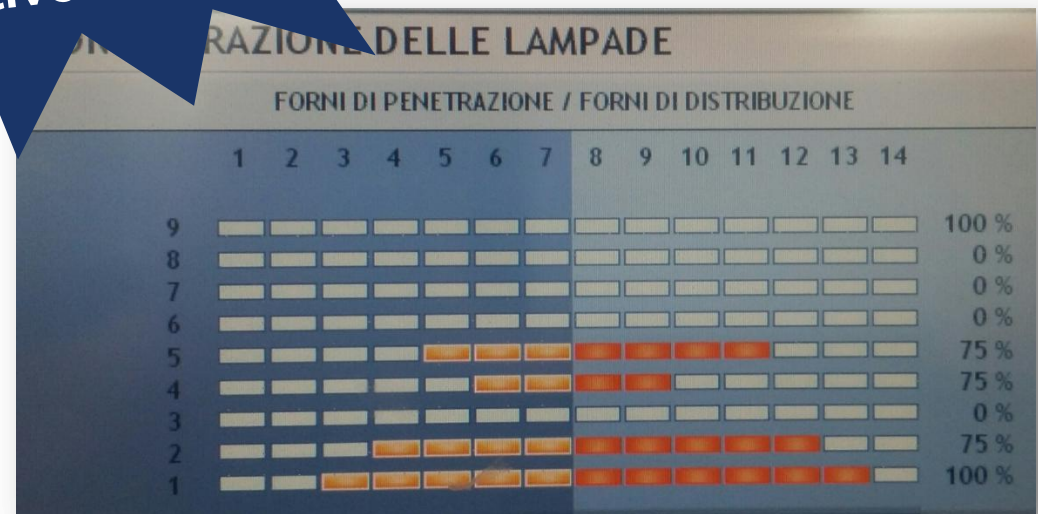 DELLE LAMPADE
FORNI DI PENETRAZIONE / FORNI DI DISTRIBUZIONE
1 2 3 4 5 6 7 8 9 10 11 12 13 14
9 100 %
8 0 %
7 0 %
6 0 %
5 75 %
4 75 %
3 0 %
2 75 %
1 100 %